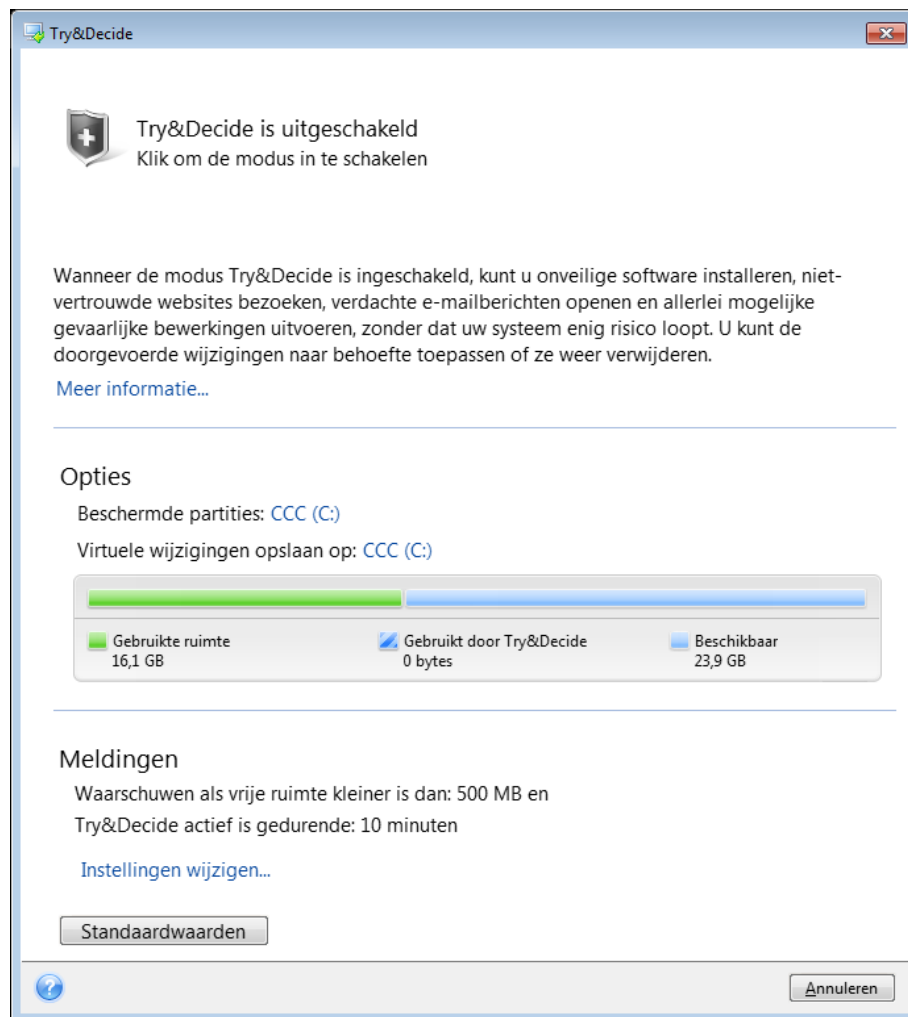 Try&Decide
Try&Decide is uitgeschakeld
Klik om de modus in te schakelen
Wanneer de modus Try&Decide is ingeschakeld, kunt u onveilige software installeren, niet-
vertrouwde websites bezoeken, verdachte e-mailberichten openen en allerlei mogelijke
gevaarlijke bewerkingen uitvoeren, zonder dat uw systeem enig risico loopt. U kunt de
doorgevoerde wijzigingen naar behoefte toepassen of ze weer verwijderen.
Meer informatie...
Opties
Beschermde partities: CCC (C:)
Virtuele wijzigingen opslaan op: CCC (C:)
Gebruikte ruimte
16,1 GB
Gebruikt door Try&Decide
0 bytes
Beschikbaar
23,9 GB
Meldingen
Waarschuwen als vrije ruimte kleiner is dan: 500 MB en
Try&Decide actief is gedurende: 10 minuten
Instellingen wijzigen...
Standaardwaarden
?
Annuleren